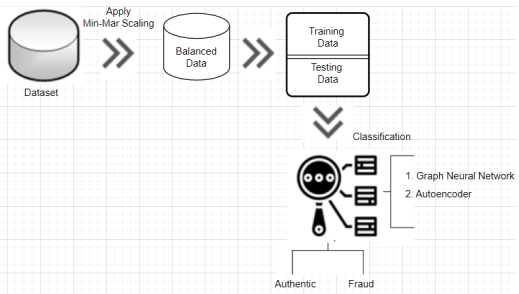 Apply
Min-Mar Scaling
Dataset
Balanced
Data
Training
Data
Testing
Data
Classification
1. Graph Neural Network
2. Autoencoder
Authentic
Fraud